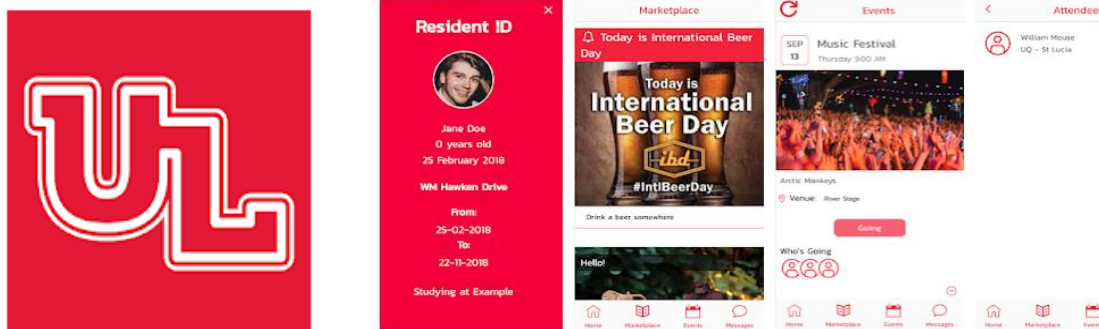 UL
Resident ID
Jane Doe
0 years old
25 February 2018
WM Hawken Drive
From:
25-02-2018
To:
22-11-2018
Studying at Example
Marketplace
Today is International Beer
Day
Today is
International
Beer Day
ibd
#IntlBeerDay
Drink a beer somewhere
Hello!
Home Marketplace Events Messages
Events
SEP
13
Music Festival
Thursday 9:00 AM
Arctic Monkeys
Venue: River Stage
Going
Who's Going
Home Marketplace Events Messages
Attendee
William Mouse
UQ - St Lucia
Home Marketplace Even